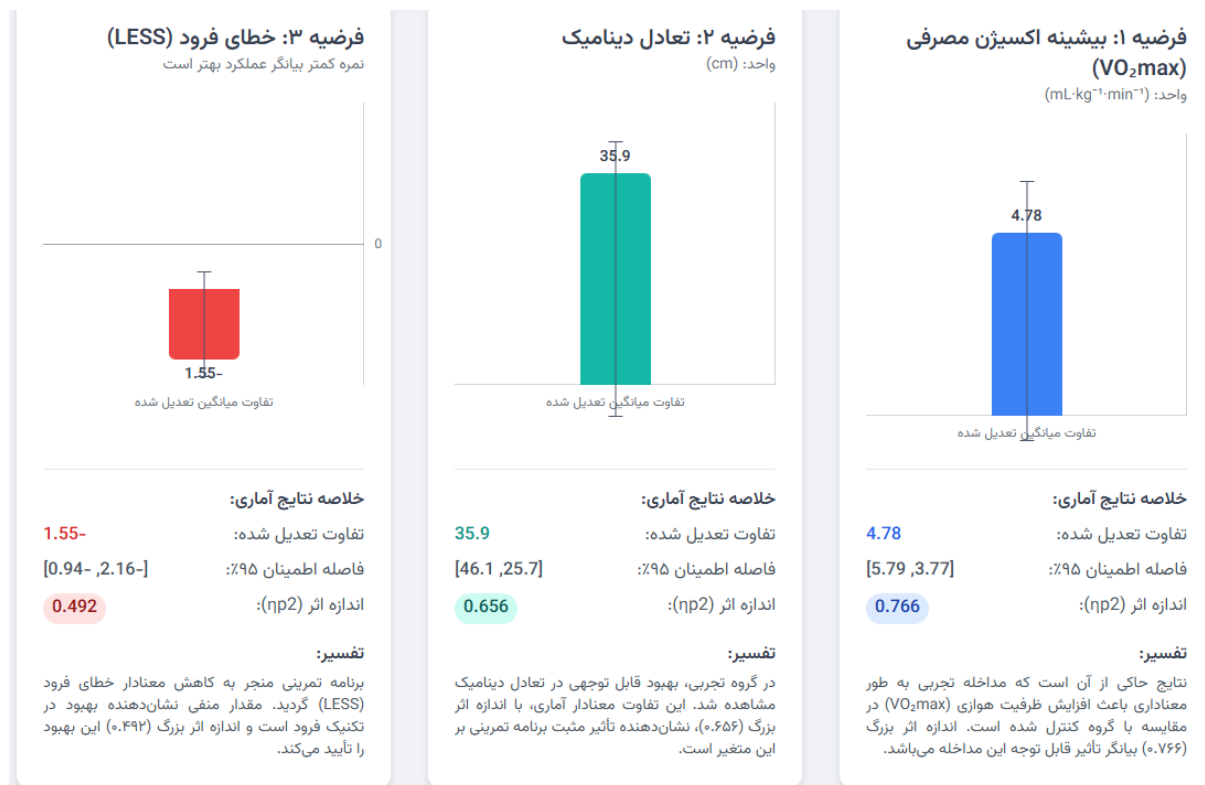 فرضیه ۱: بیشینه اکسیژن مصرفی
(VO₂max)
واحد: (mL·kg⁻¹·min⁻¹)
4.78
تفاوت میانگین تعدیل شده
خلاصه نتایج آماری:
تفاوت تعدیل شده: 4.78
فاصله اطمینان ۹۵٪: [3.77, 5.79]
اندازه اثر (ηp2): 0.766
تفسیر:
نتایج حاکی از آن است که مداخله تجربی به طور
معناداری باعث افزایش ظرفیت هوازی (VO₂max) در
مقایسه با گروه کنترل شده است. اندازه اثر بزرگ
(۰.۷۶۶) بیانگر تأثیر قابل توجه این مداخله می‌باشد.
فرضیه ۲: تعادل دینامیک
واحد: (cm)
35.9
تفاوت میانگین تعدیل شده
خلاصه نتایج آماری:
تفاوت تعدیل شده: 35.9
فاصله اطمینان ۹۵٪: [25.7, 46.1]
اندازه اثر (ηp2): 0.656
تفسیر:
در گروه تجربی، بهبود قابل توجهی در تعادل دینامیک
مشاهده شد. این تفاوت معنادار آماری، با اندازه اثر
بزرگ (۰.۶۵۶)، نشان‌دهنده تأثیر مثبت برنامه تمرینی بر
این متغیر است.
فرضیه ۳: خطای فرود (LESS)
نمره کمتر بیانگر عملکرد بهتر است
0
-1.55
تفاوت میانگین تعدیل شده
خلاصه نتایج آماری:
تفاوت تعدیل شده: -1.55
فاصله اطمینان ۹۵٪: [-2.16, -0.94]
اندازه اثر (ηp2): 0.492
تفسیر:
برنامه تمرینی منجر به کاهش معنادار خطای فرود
(LESS) گردید. مقدار منفی نشان‌دهنده بهبود در
تکنیک فرود است و اندازه اثر بزرگ (۰.۴۹۲) این بهبود
را تأیید می‌کند.